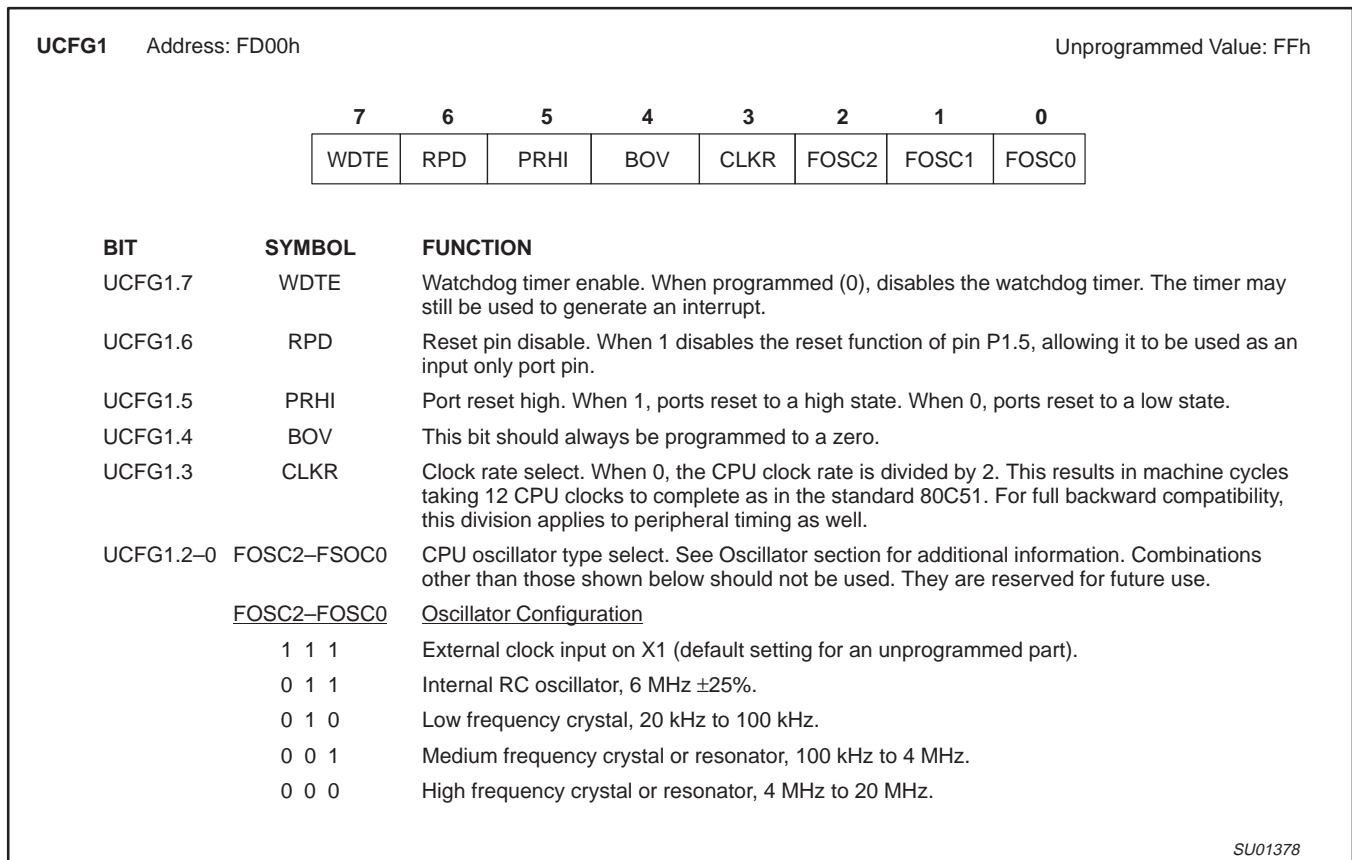 UCFG1 Address: FD00h Unprogrammed Value: FFh
7 6 5 4 3 2 1 0
WDTE RPD PRHI BOV CLKR FOSC2 FOSC1 FOSC0
BIT SYMBOL FUNCTION
UCFG1.7 WDTE Watchdog timer enable. When programmed (0), disables the watchdog timer. The timer may
still be used to generate an interrupt.
UCFG1.6 RPD Reset pin disable. When 1 disables the reset function of pin P1.5, allowing it to be used as an
input only port pin.
UCFG1.5 PRHI Port reset high. When 1, ports reset to a high state. When 0, ports reset to a low state.
UCFG1.4 BOV This bit should always be programmed to a zero.
UCFG1.3 CLKR Clock rate select. When 0, the CPU clock rate is divided by 2. This results in machine cycles
taking 12 CPU clocks to complete as in the standard 80C51. For full backward compatibility,
this division applies to peripheral timing as well.
UCFG1.2–0 FOSC2–FSOC0 CPU oscillator type select. See Oscillator section for additional information. Combinations
other than those shown below should not be used. They are reserved for future use.
FOSC2–FOSC0 Oscillator Configuration
1 1 1 External clock input on X1 (default setting for an unprogrammed part).
0 1 1 Internal RC oscillator, 6 MHz ±25%.
0 1 0 Low frequency crystal, 20 kHz to 100 kHz.
0 0 1 Medium frequency crystal or resonator, 100 kHz to 4 MHz.
0 0 0 High frequency crystal or resonator, 4 MHz to 20 MHz.
SU01378